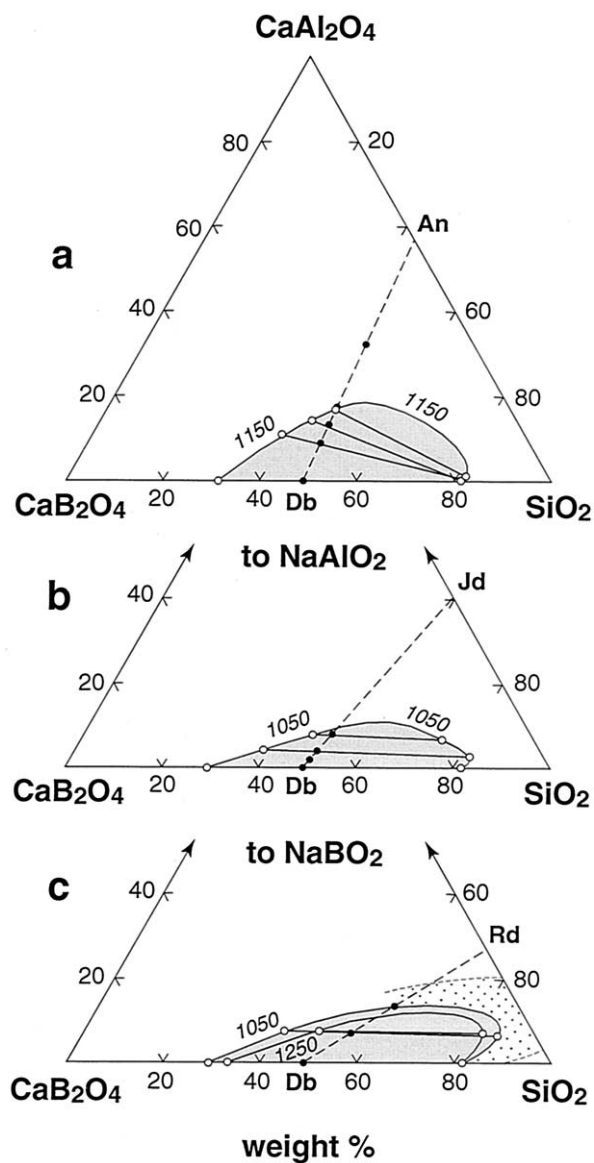 CaAl2O4
80 20
60 An
a
40 60
20 80
1150 1150
CaB2O4 20 40 Db 60 80 SiO2
to NaAlO2
b
40 Jd
20 80
1050 1050
CaB2O4 20 40 Db 60 80 SiO2
to NaBO2
c
40 60
Rd
20 80
1050
1250
CaB2O4 20 40 Db 60 80 SiO2
weight %